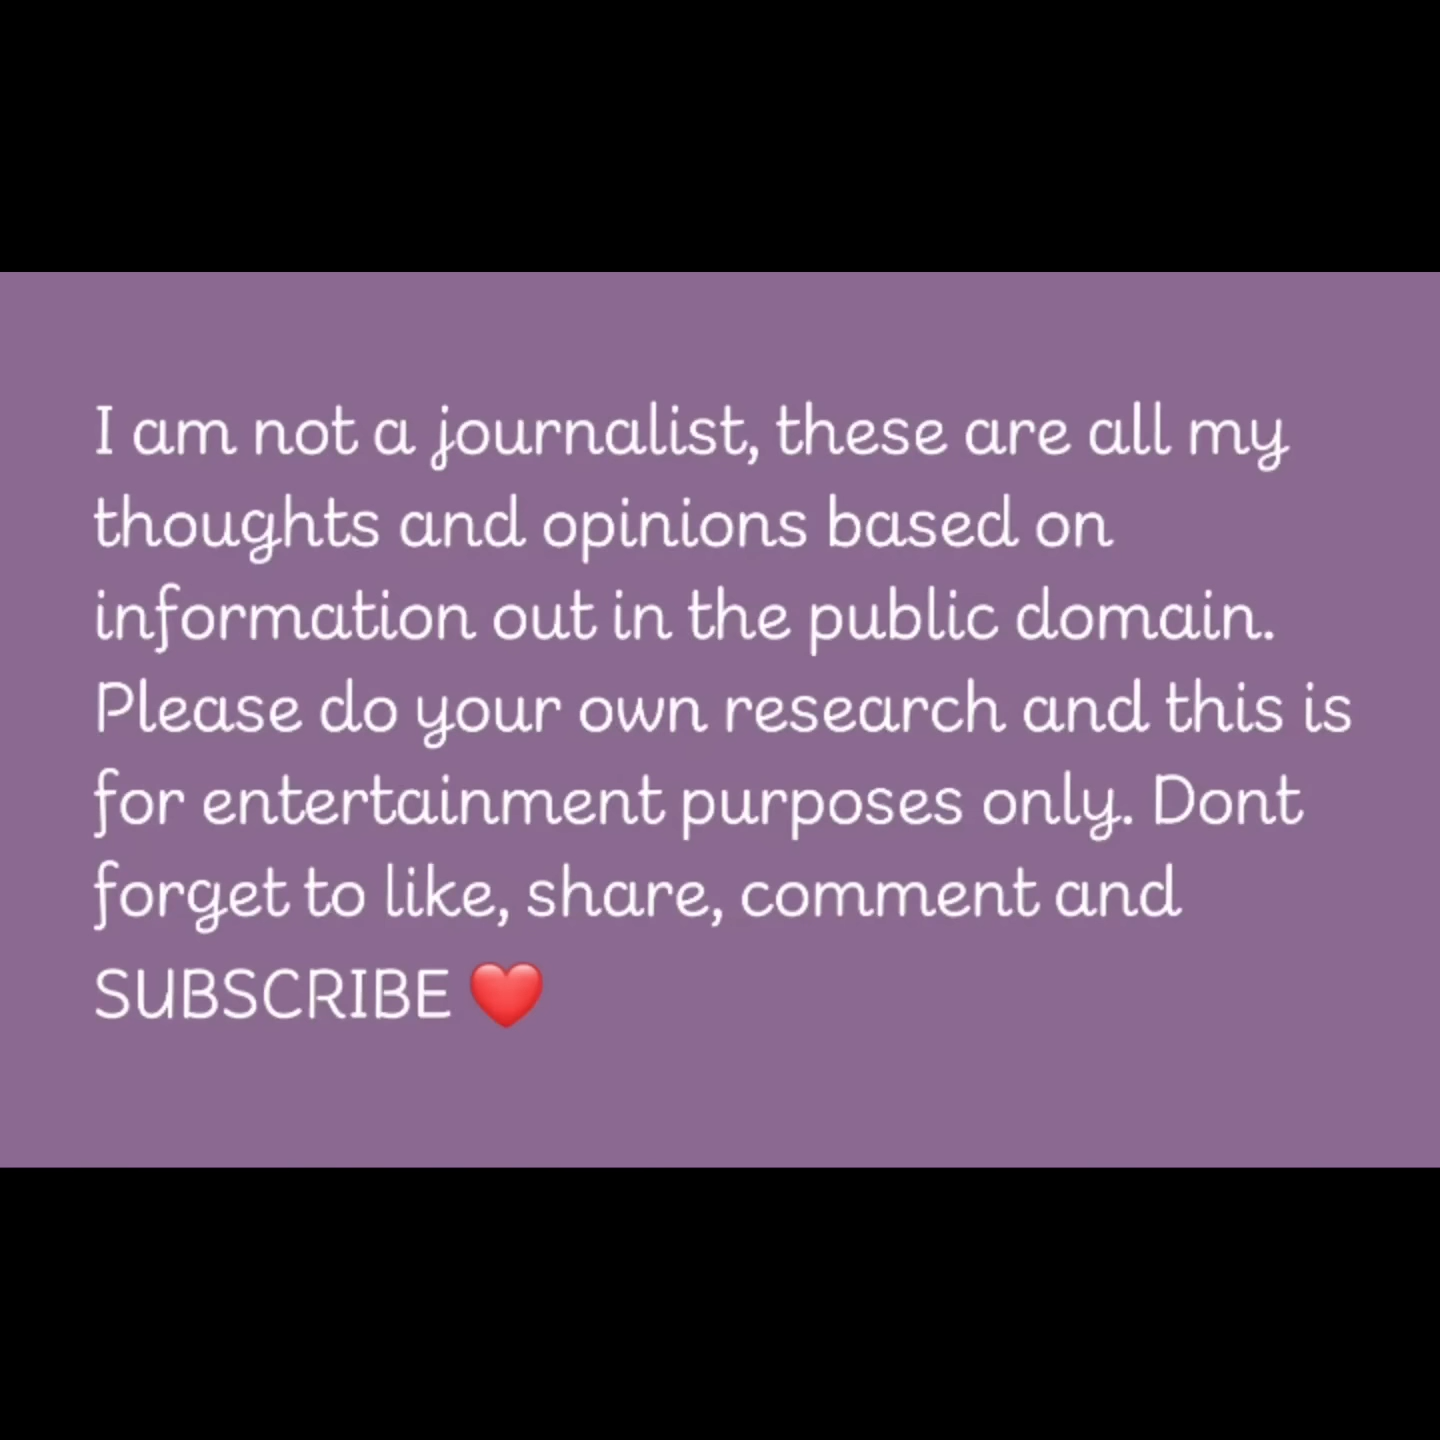 I am not a journalist, these are all my
thoughts and opinions based on
information out in the public domain.
Please do your own research and this is
for entertainment purposes only. Dont
forget to like, share, comment and
SUBSCRIBE ❤️